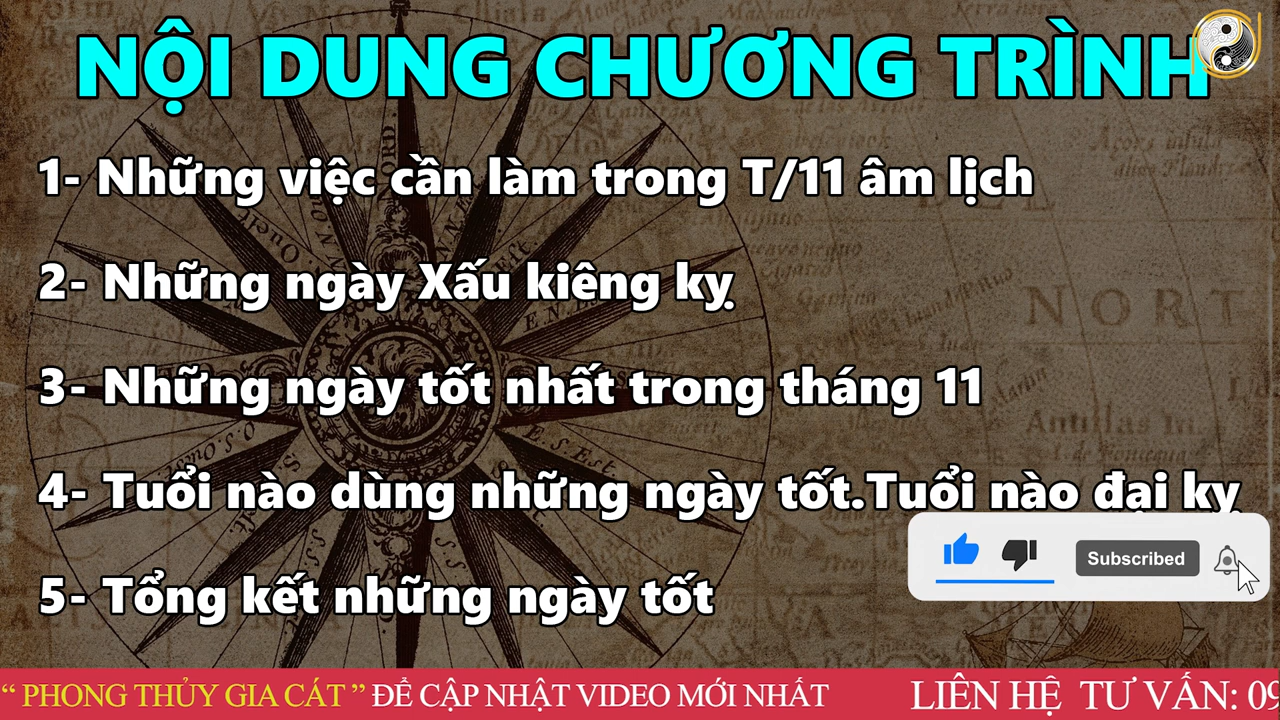 NỘI DUNG CHƯƠNG TRÌNH
1- Những việc cần làm trong T/11 âm lịch
2- Những ngày Xấu kiêng kỵ
3- Những ngày tốt nhất trong tháng 11
4- Tuổi nào dùng những ngày tốt.Tuổi nào đại kỵ
Subscribed
5- Tổng kết những ngày tốt
“ PHONG THỦY GIA CÁT ” ĐỂ CẬP NHẬT VIDEO MỚI NHẤT LIÊN HỆ TƯ VẤN: 09
NORT
Antillas